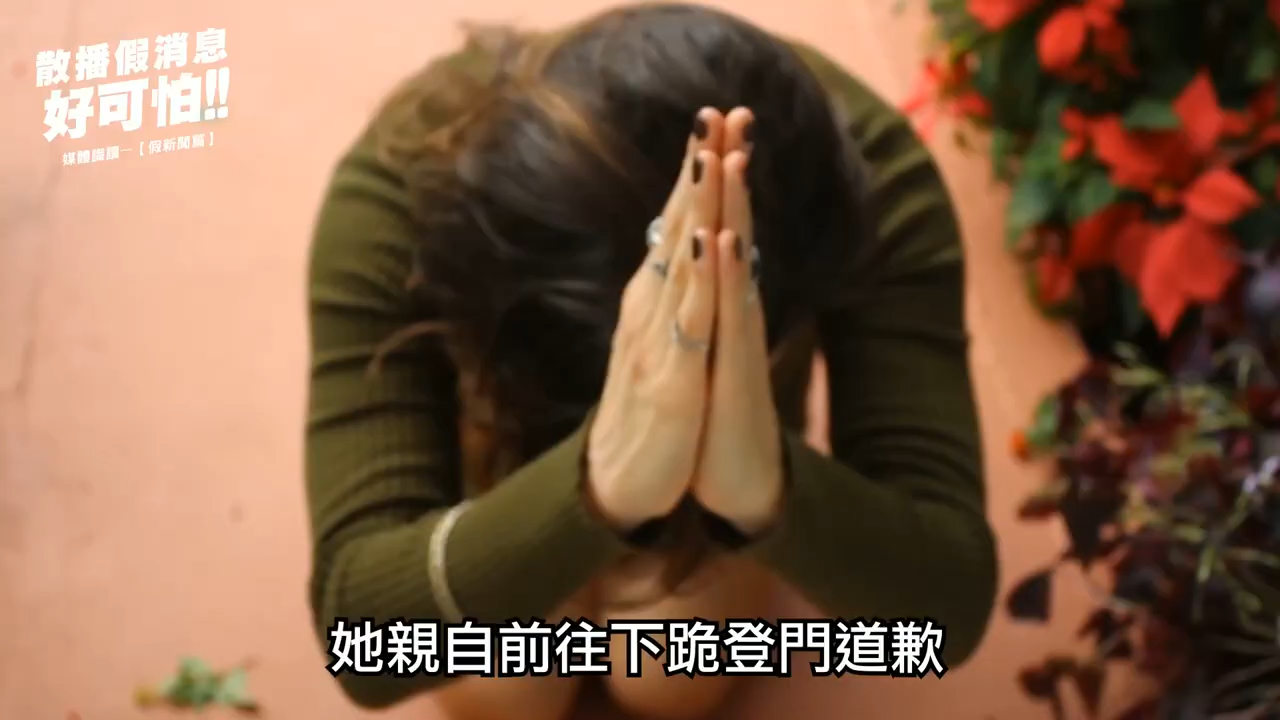 散播假消息
好可怕!!
媒體識讀—【假新聞篇】
她親自前往下跪登門道歉